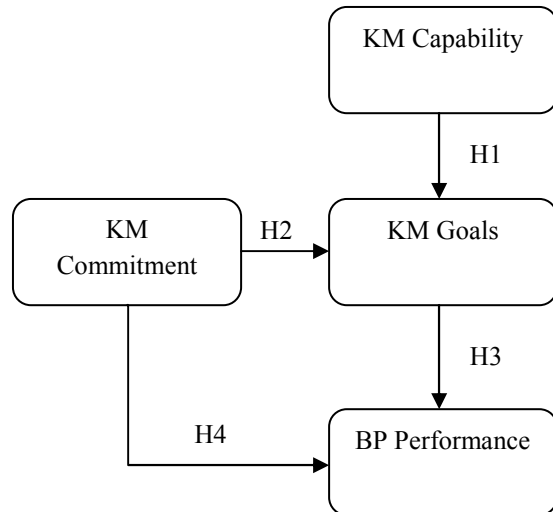 KM Capability
H1
KM
Commitment
H2
KM Goals
H3
H4
BP Performance